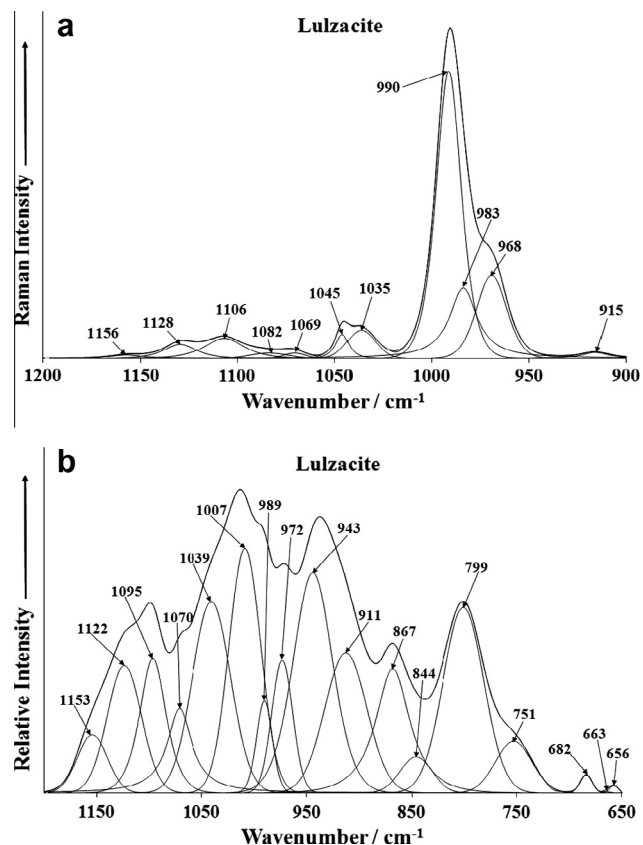 a
Lulzacite
990
983
968
1045
1035
1156
1128
1106
1082
1069
915
Raman Intensity
1200 1150 1100 1050 1000 950 900
Wavenumber / cm-1
b
Lulzacite
1007
989
972
943
1039
799
1095
1070
911
867
1122
844
1153
751
682
663
656
Relative Intensity
1150 1050 950 850 750 650
Wavenumber / cm-1